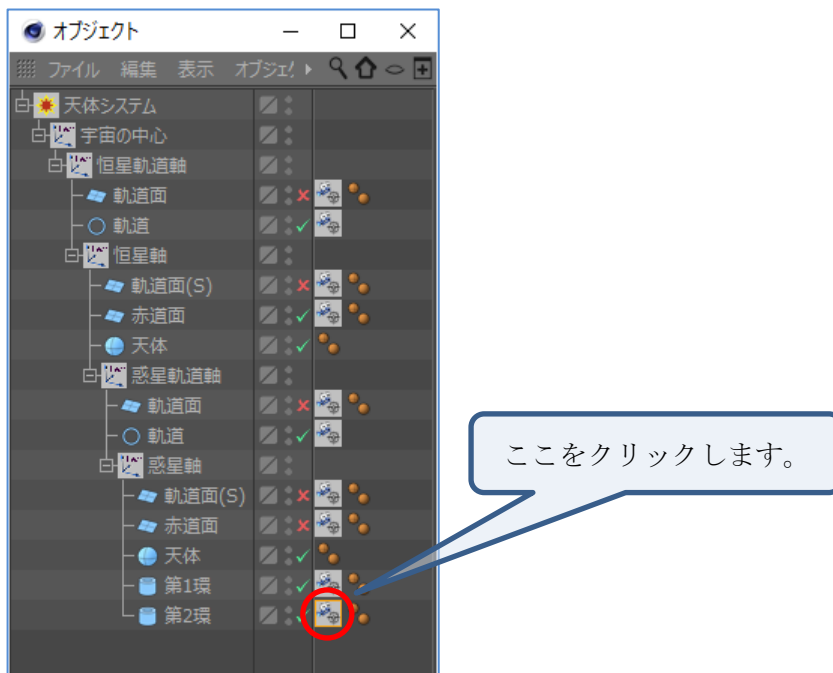 オブジェクト
ファイル 編集 表示
天体システム
宇宙の中心
恒星軌道軸
軌道面
軌道
恒星軸
軌道面(S)
赤道面
天体
惑星軌道軸
軌道面
軌道
惑星軸
軌道面(S)
赤道面
天体
第1環
第2環
ここをクリックします。